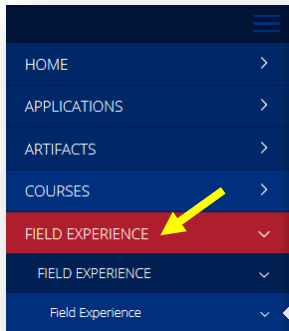 HOME
APPLICATIONS
ARTIFACTS
COURSES
FIELD EXPERIENCE
FIELD EXPERIENCE
Field Experience